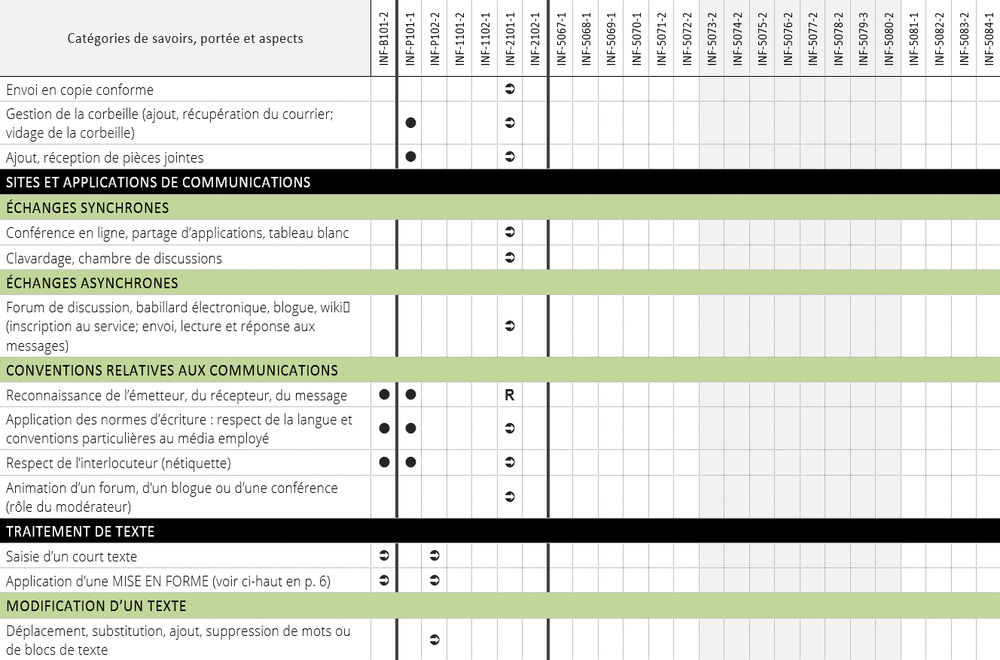 Catégories de savoirs, portée et aspects
INF-B101-2
INF-P101-1
INF-P102-2
INF-1101-2
INF-1102-1
INF-2101-1
INF-2102-1
INF-5067-1
INF-5068-1
INF-5069-1
INF-5070-1
INF-5071-2
INF-5072-2
INF-5073-2
INF-5074-2
INF-5075-2
INF-5076-2
INF-5077-2
INF-5078-2
INF-5079-3
INF-5080-2
INF-5081-1
INF-5082-2
INF-5083-2
INF-5084-1
Envoi en copie conforme ➲
Gestion de la corbeille (ajout, récupération du courrier;
vidage de la corbeille) ● ➲
Ajout, réception de pièces jointes ● ➲
SITES ET APPLICATIONS DE COMMUNICATIONS
ÉCHANGES SYNCHRONES
Conférence en ligne, partage d’applications, tableau blanc ➲
Clavardage, chambre de discussions ➲
ÉCHANGES ASYNCHRONES
Forum de discussion, babillard électronique, blogue, wiki
(inscription au service; envoi, lecture et réponse aux ➲
messages)
CONVENTIONS RELATIVES AUX COMMUNICATIONS
Reconnaissance de l’émetteur, du récepteur, du message ● ● R
Application des normes d’écriture : respect de la langue et
conventions particulières au média employé ● ● ➲
Respect de l’interlocuteur (nétiquette) ● ● ➲
Animation d’un forum, d’un blogue ou d’une conférence
(rôle du modérateur) ➲
TRAITEMENT DE TEXTE
Saisie d’un court texte ➲ ➲
Application d’une MISE EN FORME (voir ci-haut en p. 6) ➲ ➲
MODIFICATION D’UN TEXTE
Déplacement, substitution, ajout, suppression de mots ou
de blocs de texte ➲